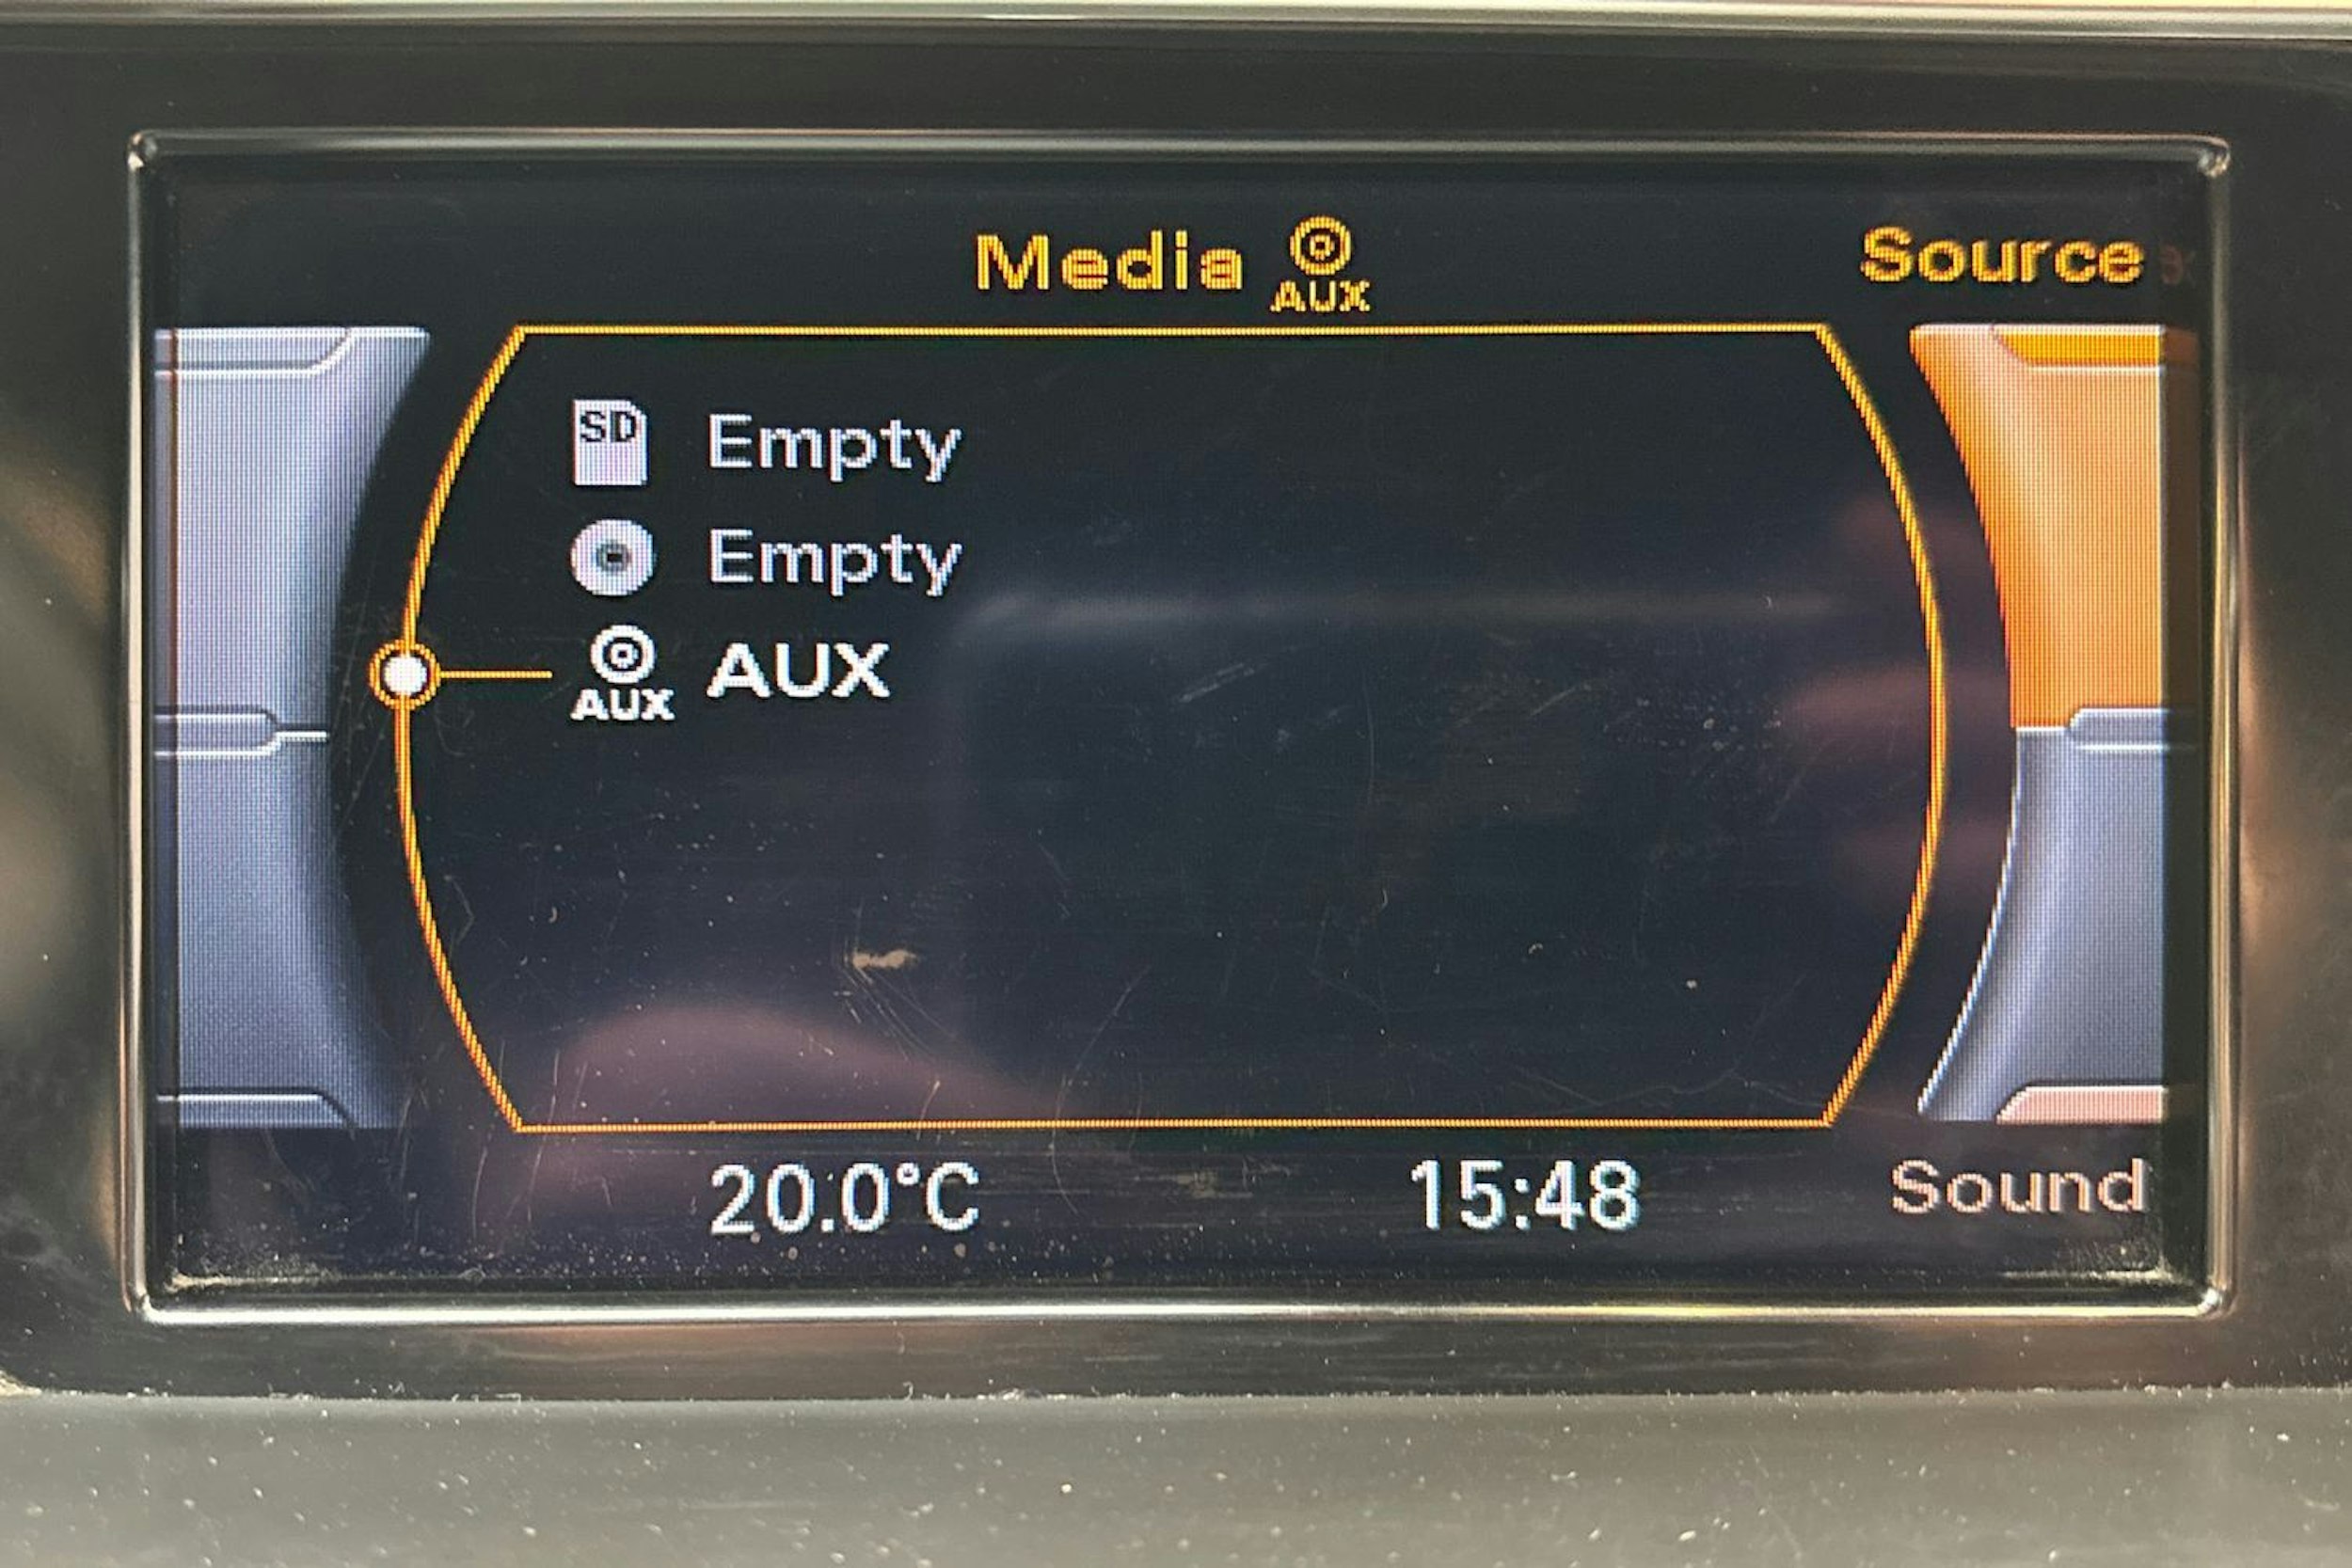 Media AUX
Source
SD Empty
Empty
AUX AUX
20.0°C
15:48
Sound